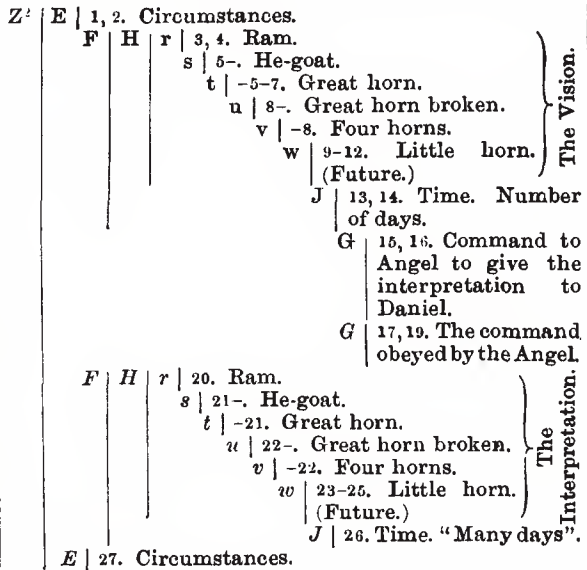 Z² | E | 1, 2. Circumstances.
F | H | r | 3, 4. Ram.
s | 5-. He-goat.
t | -5-7. Great horn.
u | 8-. Great horn broken.
v | -8. Four horns.
w | 9-12. Little horn.
(Future.)
The Vision.
J | 13, 14. Time. Number
of days.
G | 15, 16. Command to
Angel to give the
interpretation to
Daniel.
G | 17, 19. The command
obeyed by the Angel.
F | H | r | 20. Ram.
s | 21-. He-goat.
t | -21. Great horn.
u | 22-. Great horn broken.
v | -22. Four horns.
w | 23-25. Little horn.
(Future.)
The
Interpretation.
J | 26. Time. "Many days".
E | 27. Circumstances.